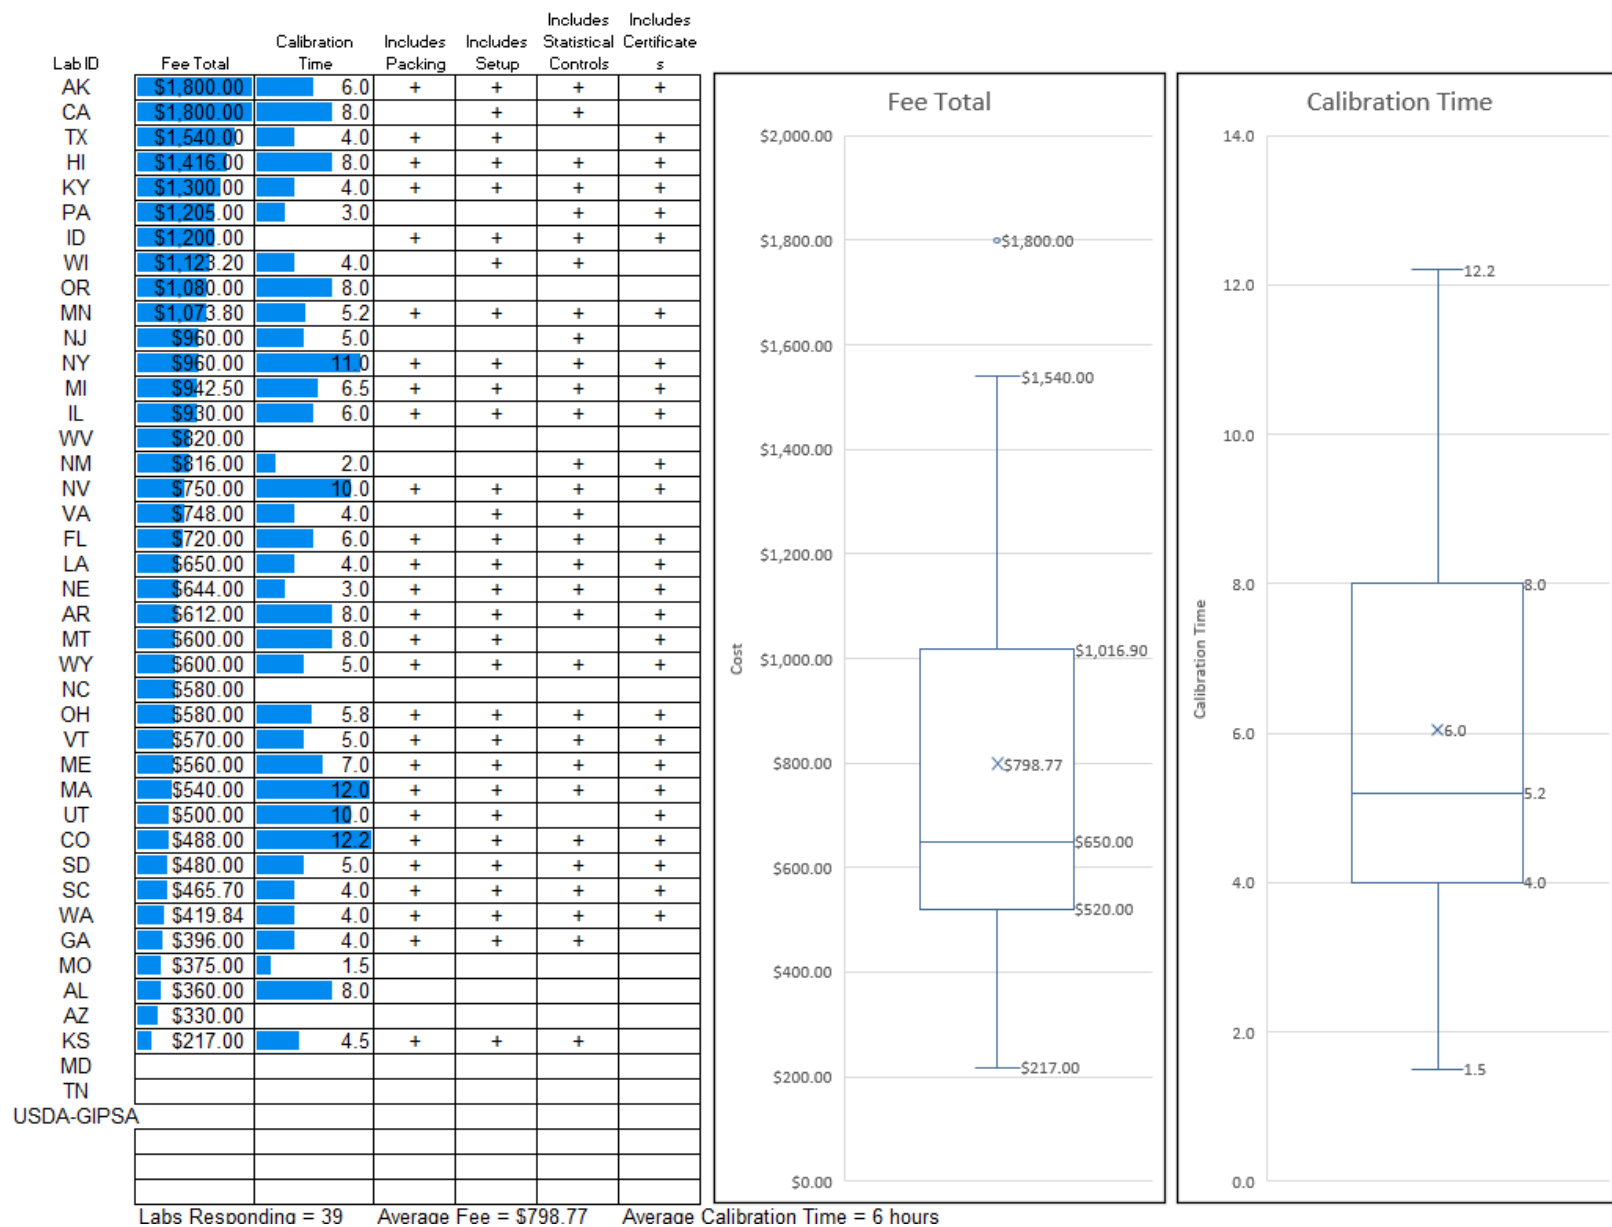 Lab ID Fee Total Calibration Time Includes Packing Includes Setup Includes Statistical Controls Includes Certificates
AK $1,800.00 6.0 + + + +
CA $1,800.00 8.0 + +
TX $1,540.00 4.0 + + +
HI $1,416.00 8.0 + + + +
KY $1,300.00 4.0 + + + +
PA $1,205.00 3.0 + +
ID $1,200.00 + + + +
WI $1,123.20 4.0 + +
OR $1,080.00 8.0
MN $1,073.80 5.2 + + + +
NJ $960.00 5.0 +
NY $960.00 11.0 + + + +
MI $942.50 6.5 + + + +
IL $930.00 6.0 + + + +
WV $820.00
NM $816.00 2.0 + +
NV $750.00 10.0 + + + +
VA $748.00 4.0 + +
FL $720.00 6.0 + + + +
LA $650.00 4.0 + + + +
NE $644.00 3.0 + + + +
AR $612.00 8.0 + + + +
MT $600.00 8.0 + + +
WY $600.00 5.0 + + + +
NC $580.00
OH $580.00 5.8 + + + +
VT $570.00 5.0 + + + +
ME $560.00 7.0 + + + +
MA $540.00 12.0 + + + +
UT $500.00 10.0 + + +
CO $488.00 12.2 + + + +
SD $480.00 5.0 + + + +
SC $465.70 4.0 + + + +
WA $419.84 4.0 + + + +
GA $396.00 4.0 + + +
MO $375.00 1.5
AL $360.00 8.0
AZ $330.00
KS $217.00 4.5 + + +
MD
TN
USDA-GIPSA
Labs Responding = 39 Average Fee = $798.77 Average Calibration Time = 6 hours
Fee Total
Cost
$2,000.00
$1,800.00
$1,600.00
$1,400.00
$1,200.00
$1,000.00
$800.00
$600.00
$400.00
$200.00
$0.00
$1,800.00
$1,540.00
$1,016.90
$798.77
$650.00
$520.00
$217.00
Calibration Time
Calibration Time
14.0
12.0
10.0
8.0
6.0
4.0
2.0
0.0
12.2
8.0
6.0
5.2
4.0
1.5